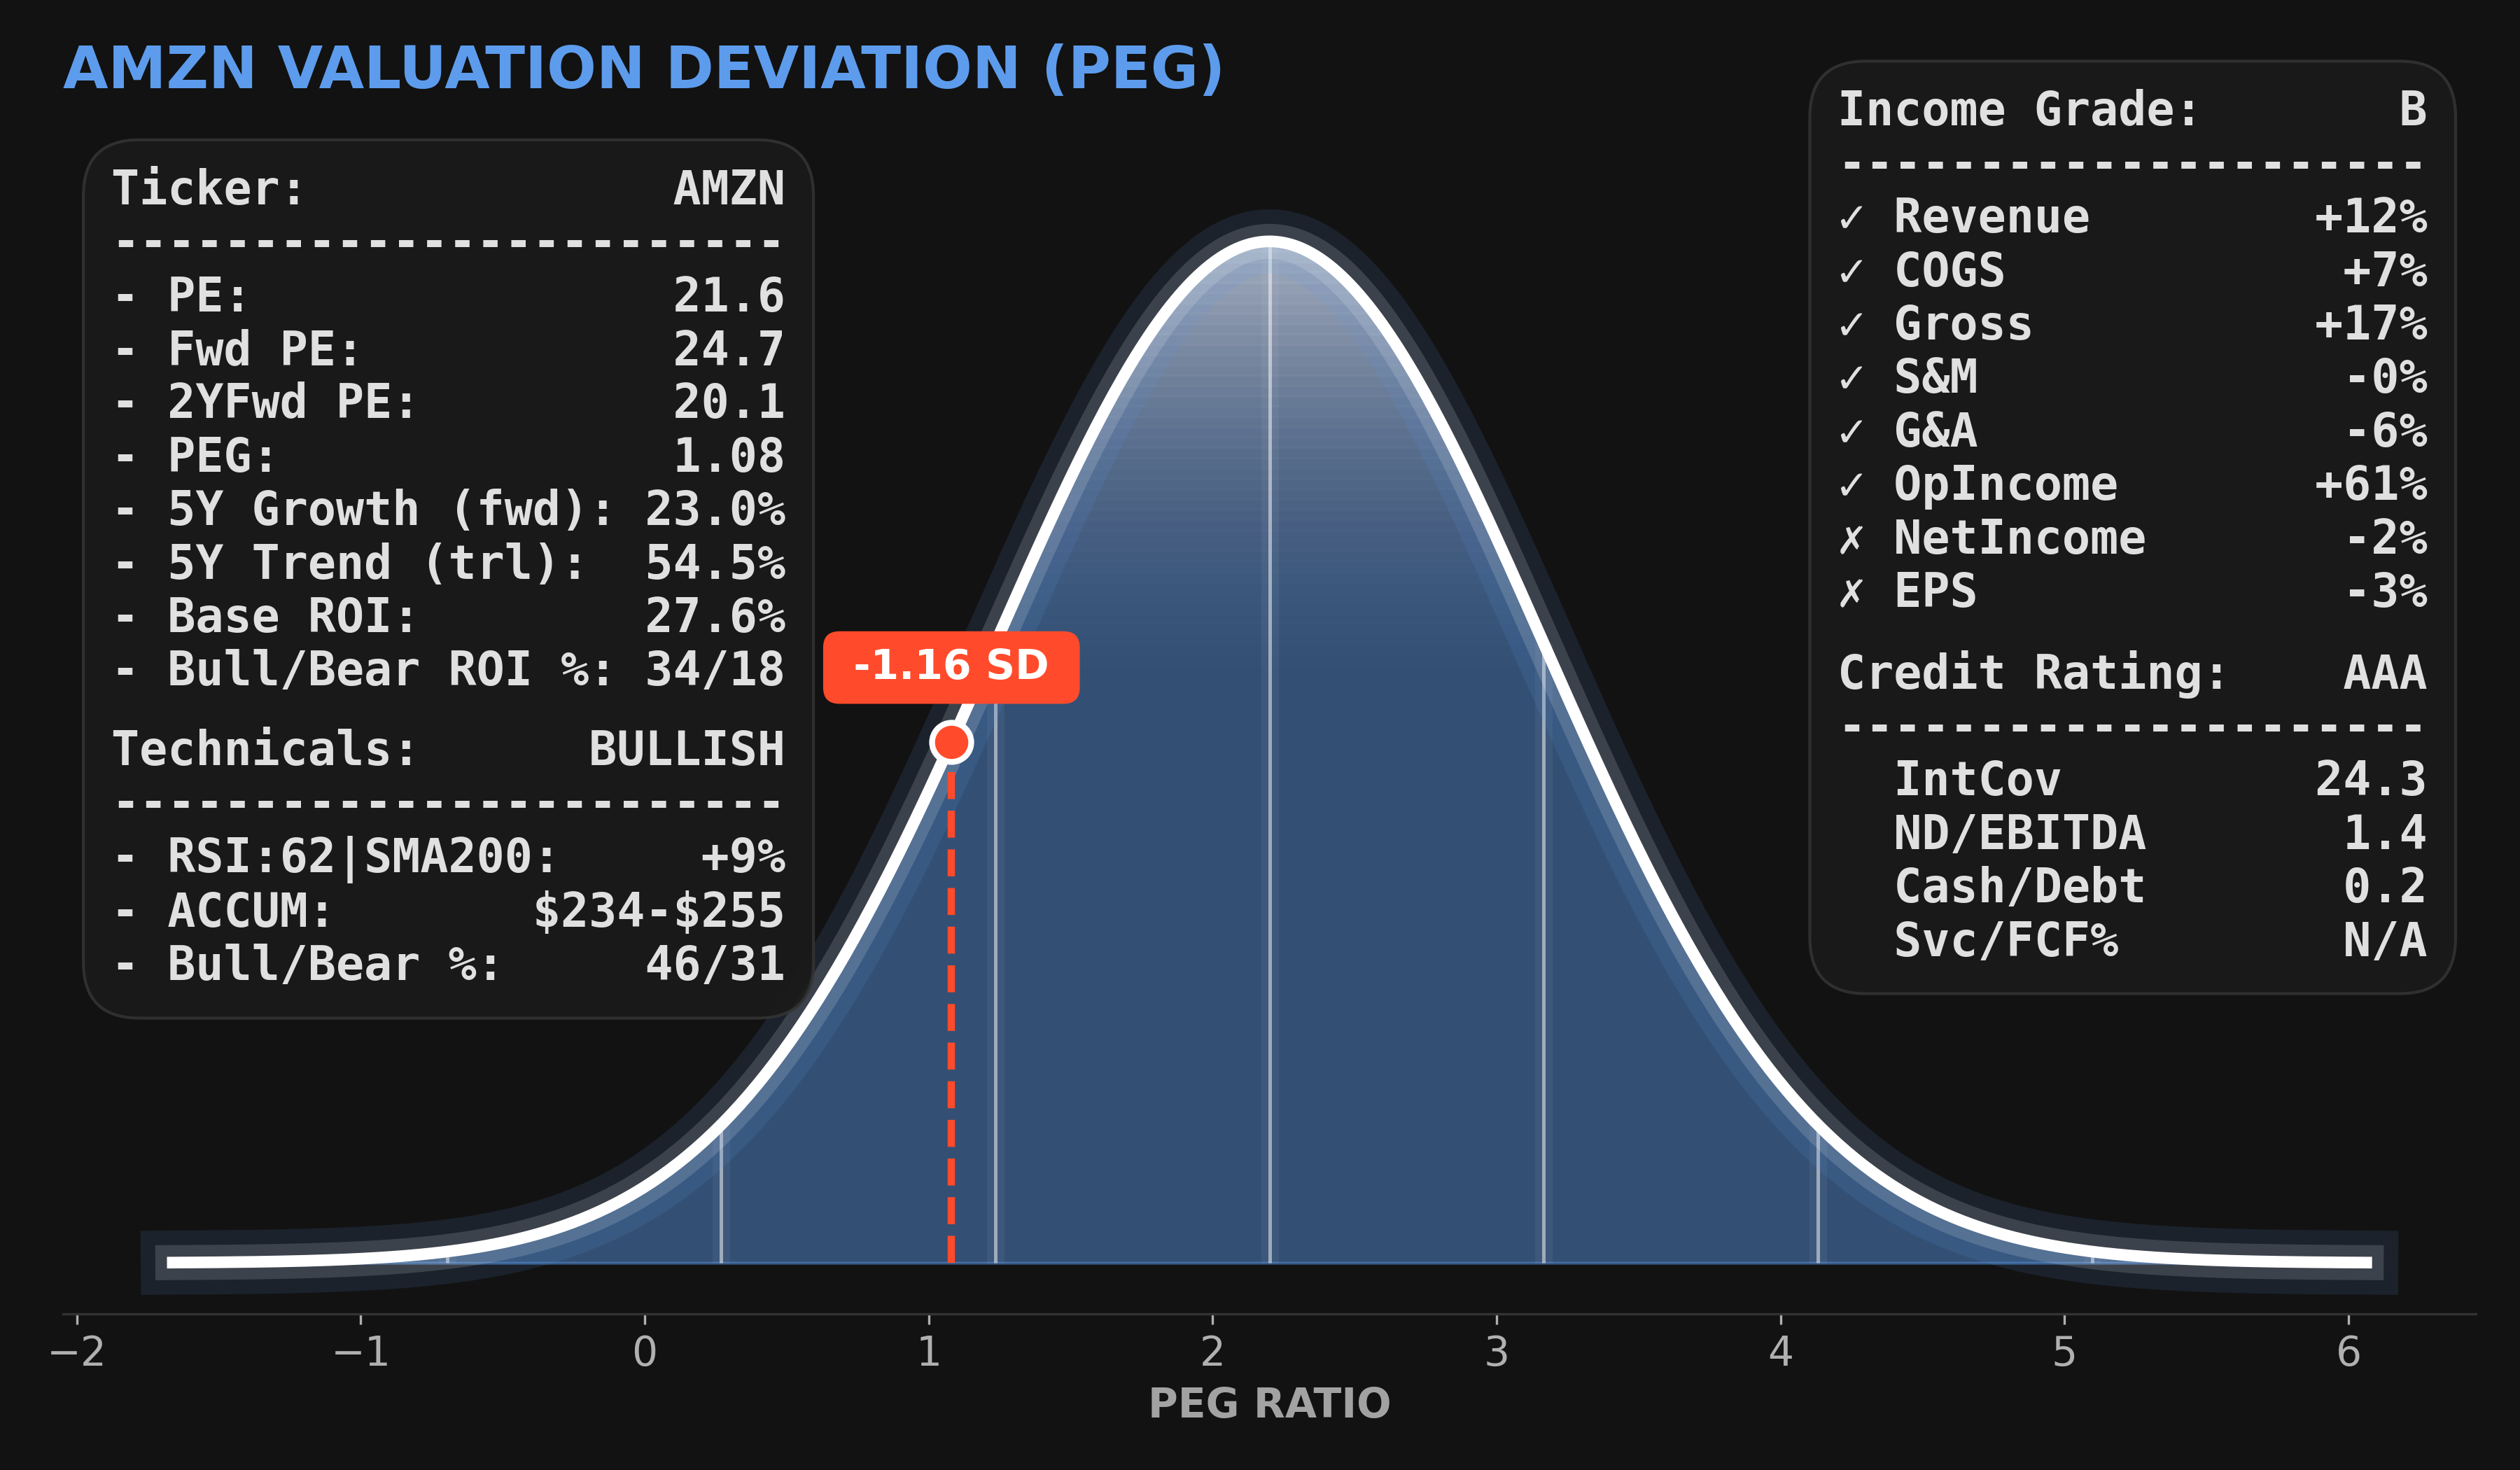 AMZN VALUATION DEVIATION (PEG)
Ticker: AMZN
------------------------
- PE: 21.6
- Fwd PE: 24.7
- 2YFwd PE: 20.1
- PEG: 1.08
- 5Y Growth (fwd): 23.0%
- 5Y Trend (trl): 54.5%
- Base ROI: 27.6%
- Bull/Bear ROI %: 34/18
Technicals: BULLISH
------------------------
- RSI:62|SMA200: +9%
- ACCUM: $234-$255
- Bull/Bear %: 46/31
-1.16 SD
Income Grade: B
---------------------
✓ Revenue +12%
✓ COGS +7%
✓ Gross +17%
✓ S&M -0%
✓ G&A -6%
✓ OpIncome +61%
✗ NetIncome -2%
✗ EPS -3%
Credit Rating: AAA
---------------------
IntCov 24.3
ND/EBITDA 1.4
Cash/Debt 0.2
Svc/FCF% N/A
−2 −1 0 1 2 3 4 5 6
PEG RATIO